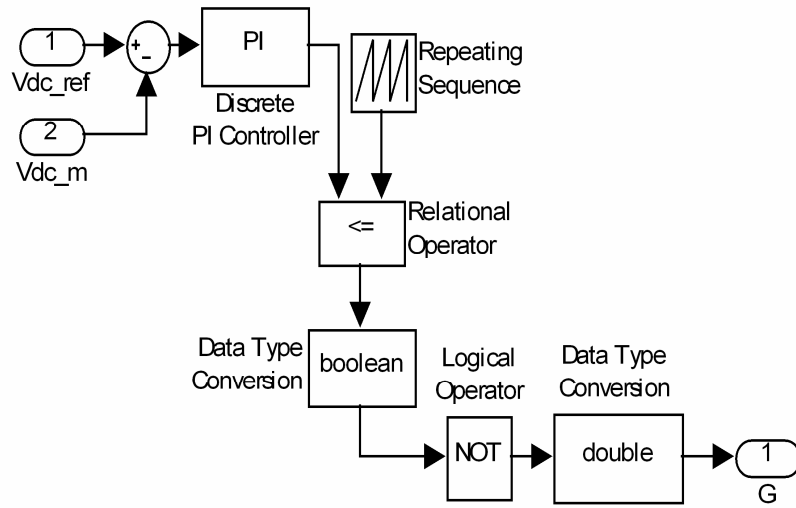 1
Vdc_ref
+
-
PI
Discrete
PI Controller
Repeating
Sequence
2
Vdc_m
<=
Relational
Operator
Data Type
Conversion
boolean
Logical
Operator
NOT
Data Type
Conversion
double
1
G